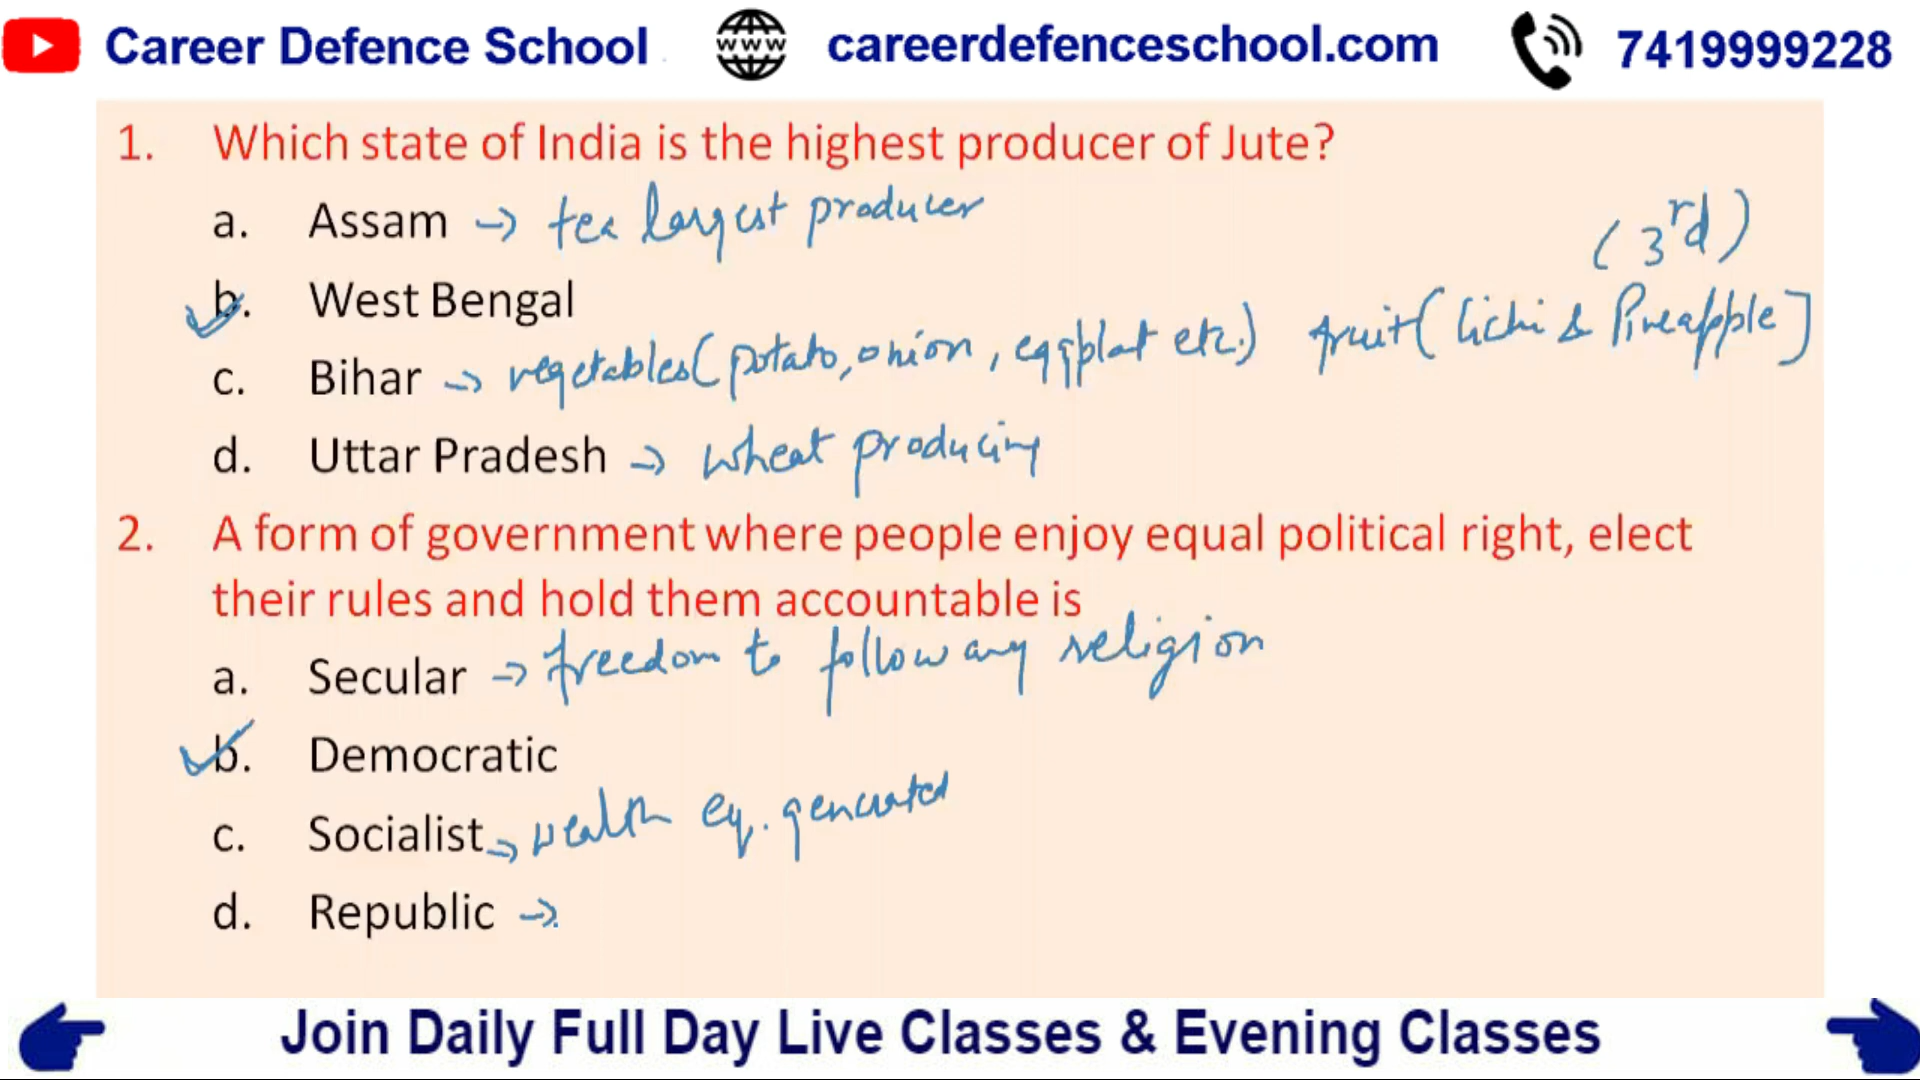 Career Defence School www careerdefenceschool.com 7419999228
1. Which state of India is the highest producer of Jute?
a. Assam → tea largest producer
(3rd)
b. West Bengal
c. Bihar → vegetables (potato, onion, eggplat etc.) fruit (lichi & Pineapple]
d. Uttar Pradesh → wheat producing
2. A form of government where people enjoy equal political right, elect
their rules and hold them accountable is
a. Secular → freedom to follow any religion
b. Democratic
c. Socialist → wealth eq. generated
d. Republic →
Join Daily Full Day Live Classes & Evening Classes